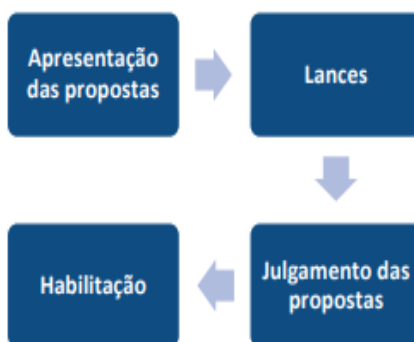 Apresentação
das propostas
Lances
Julgamento das
propostas
Habilitação